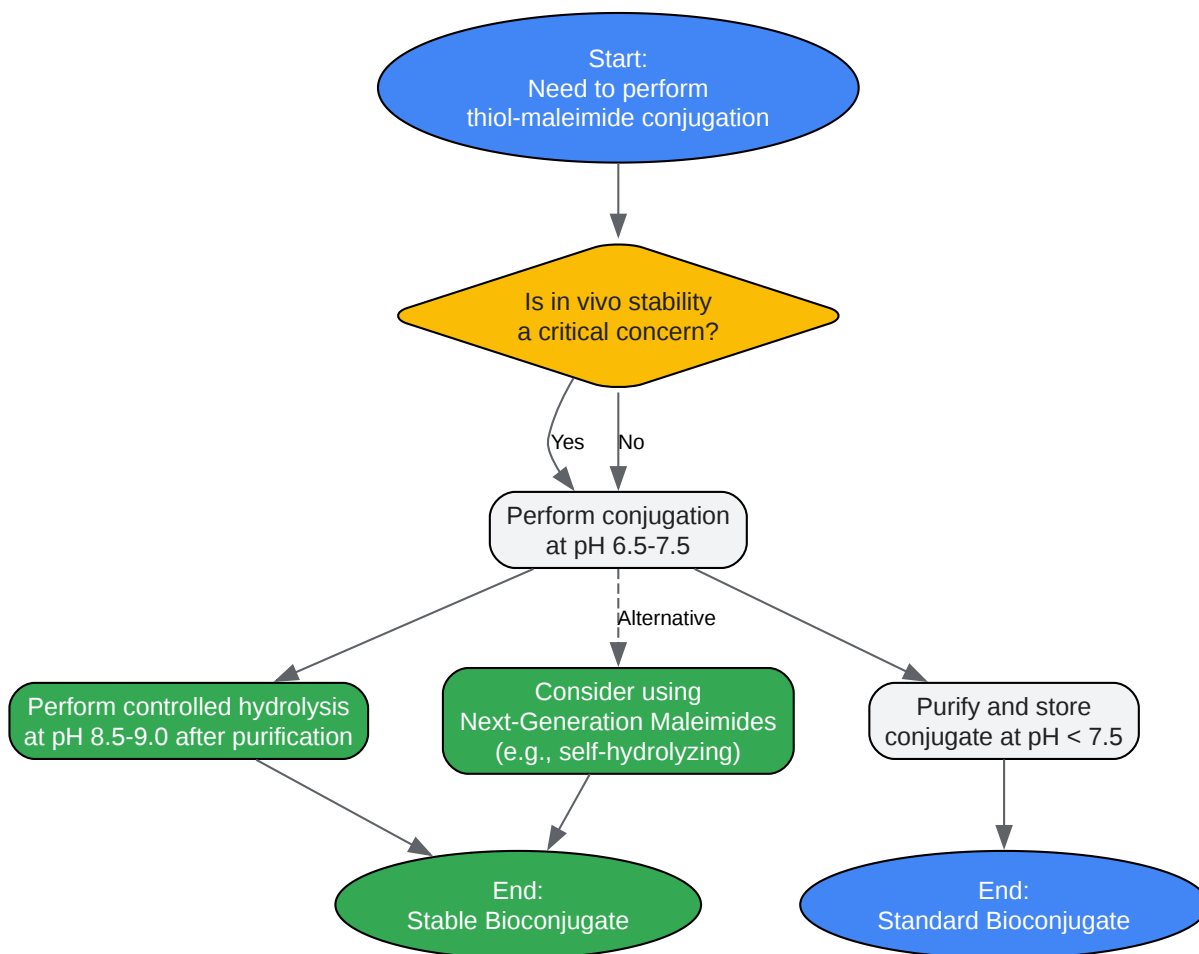 Start:
Need to perform
thiol-maleimide conjugation
Is in vivo stability
a critical concern?
Yes
No
Perform conjugation
at pH 6.5-7.5
Alternative
Perform controlled hydrolysis
at pH 8.5-9.0 after purification
Consider using
Next-Generation Maleimides
(e.g., self-hydrolyzing)
Purify and store
conjugate at pH < 7.5
End:
Stable Bioconjugate
End:
Standard Bioconjugate